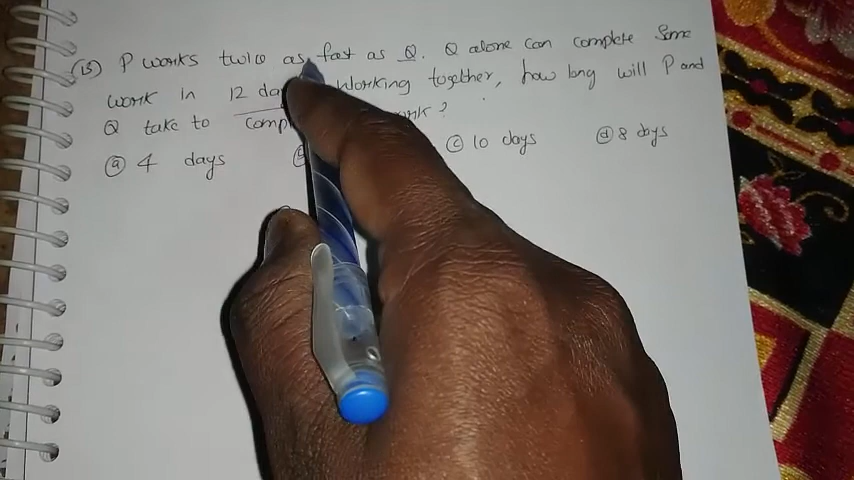 (15) P works twice as fast as Q. Q alone can complete Some
work in 12 da Working together, how long will P and
Q take to comp rk?
(a) 4 days (c) 10 days (d) 8 days